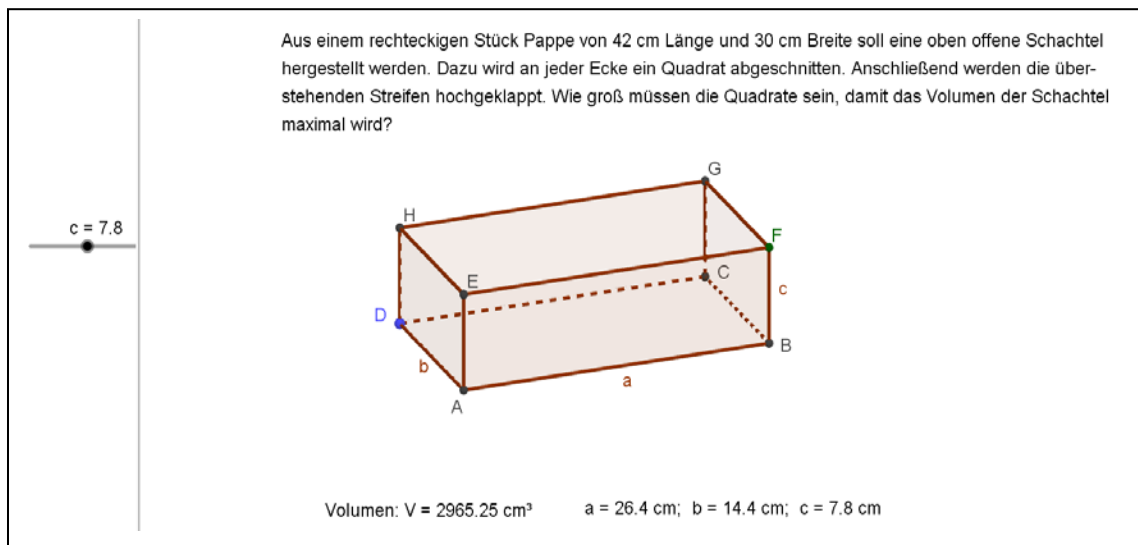 Aus einem rechteckigen Stück Pappe von 42 cm Länge und 30 cm Breite soll eine oben offene Schachtel
hergestellt werden. Dazu wird an jeder Ecke ein Quadrat abgeschnitten. Anschließend werden die über-
stehenden Streifen hochgeklappt. Wie groß müssen die Quadrate sein, damit das Volumen der Schachtel
maximal wird?
c = 7.8
G
H
F
E
C
c
D
B
b
a
A
Volumen: V = 2965.25 cm³ a = 26.4 cm; b = 14.4 cm; c = 7.8 cm